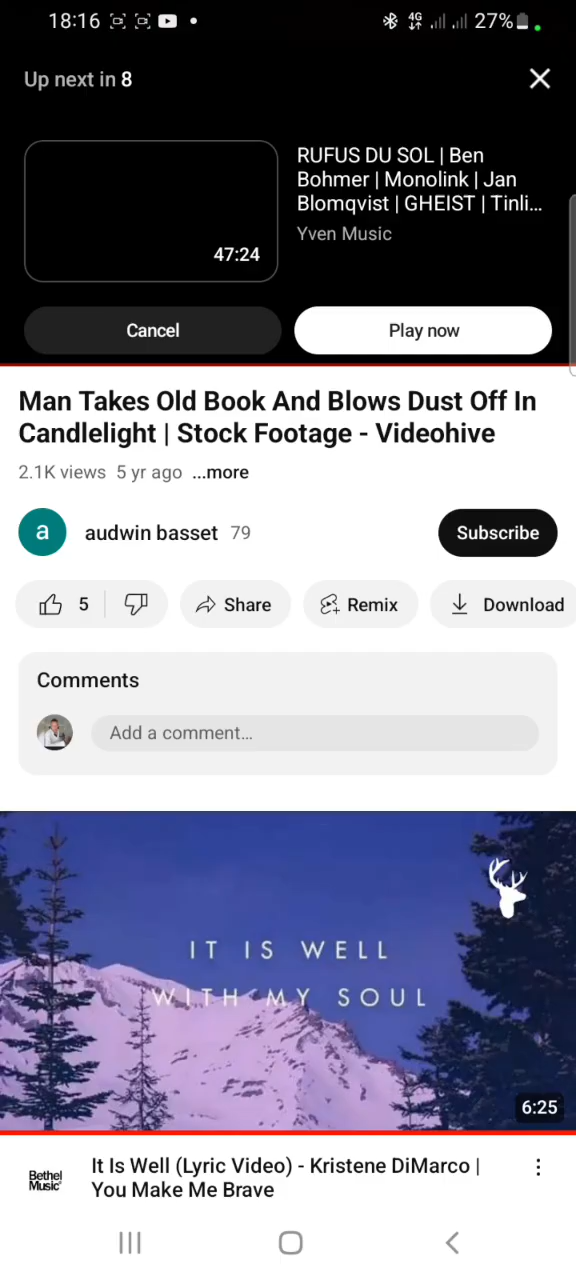 18:16
4G
27%
Up next in 8
RUFUS DU SOL | Ben
Bohmer | Monolink | Jan
Blomqvist | GHEIST | Tinli...
Yven Music
47:24
Cancel
Play now
Man Takes Old Book And Blows Dust Off In
Candlelight | Stock Footage - Videohive
2.1K views 5 yr ago ...more
a
audwin basset 79
Subscribe
5
Share
Remix
Download
Comments
Add a comment...
IT IS WELL
WITH MY SOUL
6:25
Bethel
Music
It Is Well (Lyric Video) - Kristene DiMarco |
You Make Me Brave